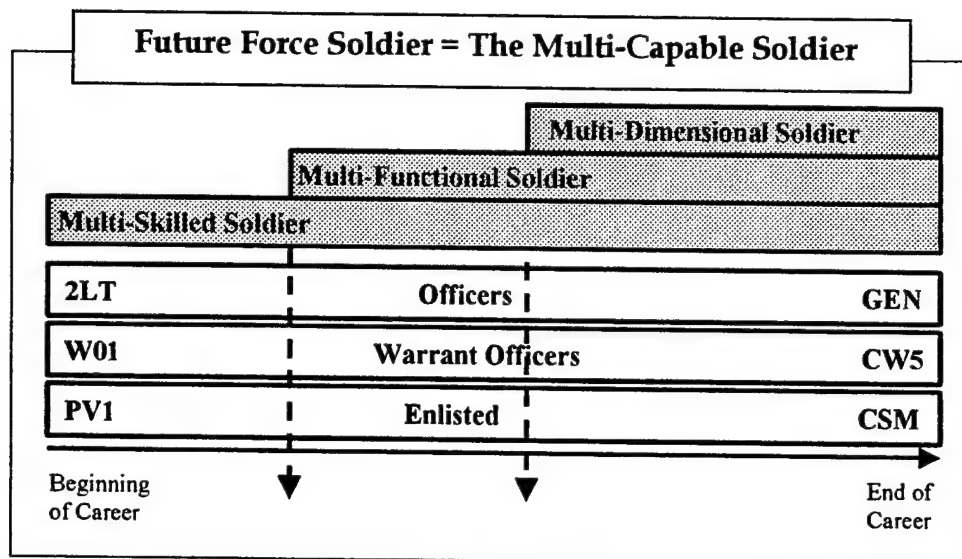 Future Force Soldier = The Multi-Capable Soldier
Multi-Dimensional Soldier
Multi-Functional Soldier
Multi-Skilled Soldier
2LT Officers GEN
W01 Warrant Officers CW5
PV1 Enlisted CSM
Beginning
of Career
End of
Career